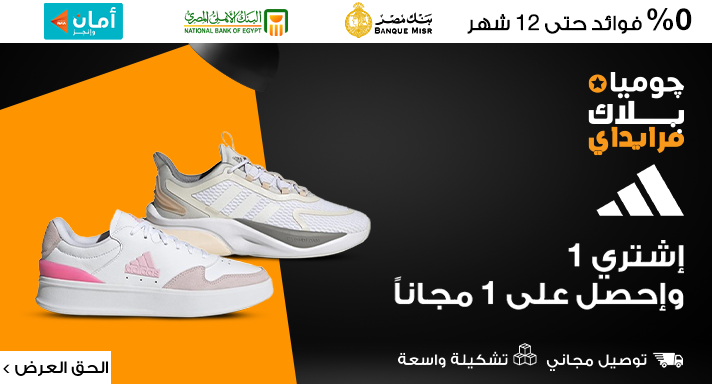 %0 فوائد حتى 12 شهر
بنك مصر
BANQUE MISR
البنك الأهلي المصري
NATIONAL BANK OF EGYPT
أمان
وإنجز
جوميا
بلاك
فرايداي
إشتري 1
وإحصل على 1 مجاناً
توصيل مجاني
تشكيلة واسعة
الحق العرض >